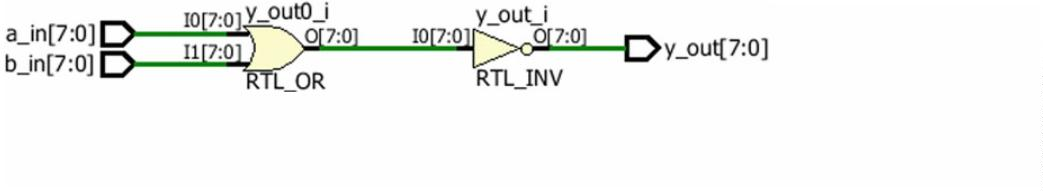 a_in[7:0]
b_in[7:0]
I0[7:0]
I1[7:0]
y_out0_i
O[7:0]
RTL_OR
I0[7:0]
y_out_i
O[7:0]
RTL_INV
y_out[7:0]